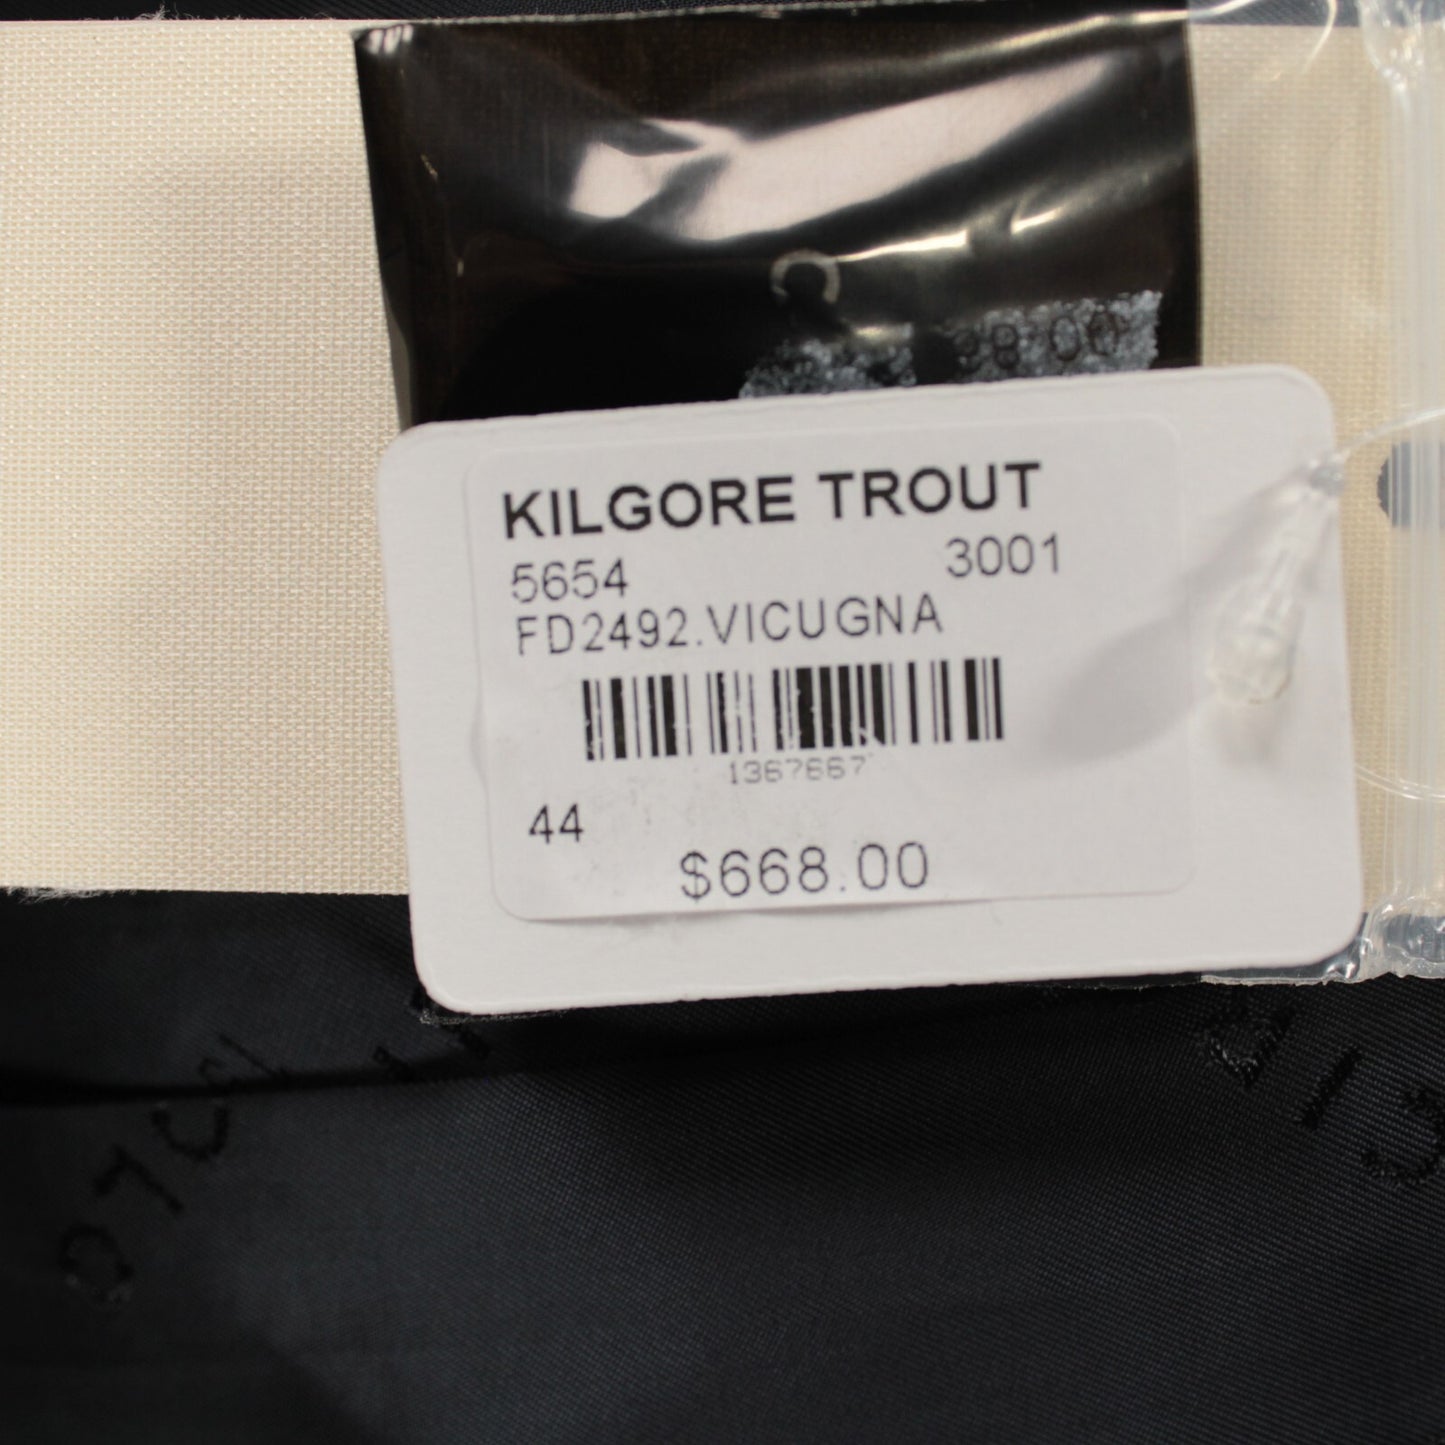 KILGORE TROUT
5654 3001
FD2492.VICUGNA
1367667
44
$668.00